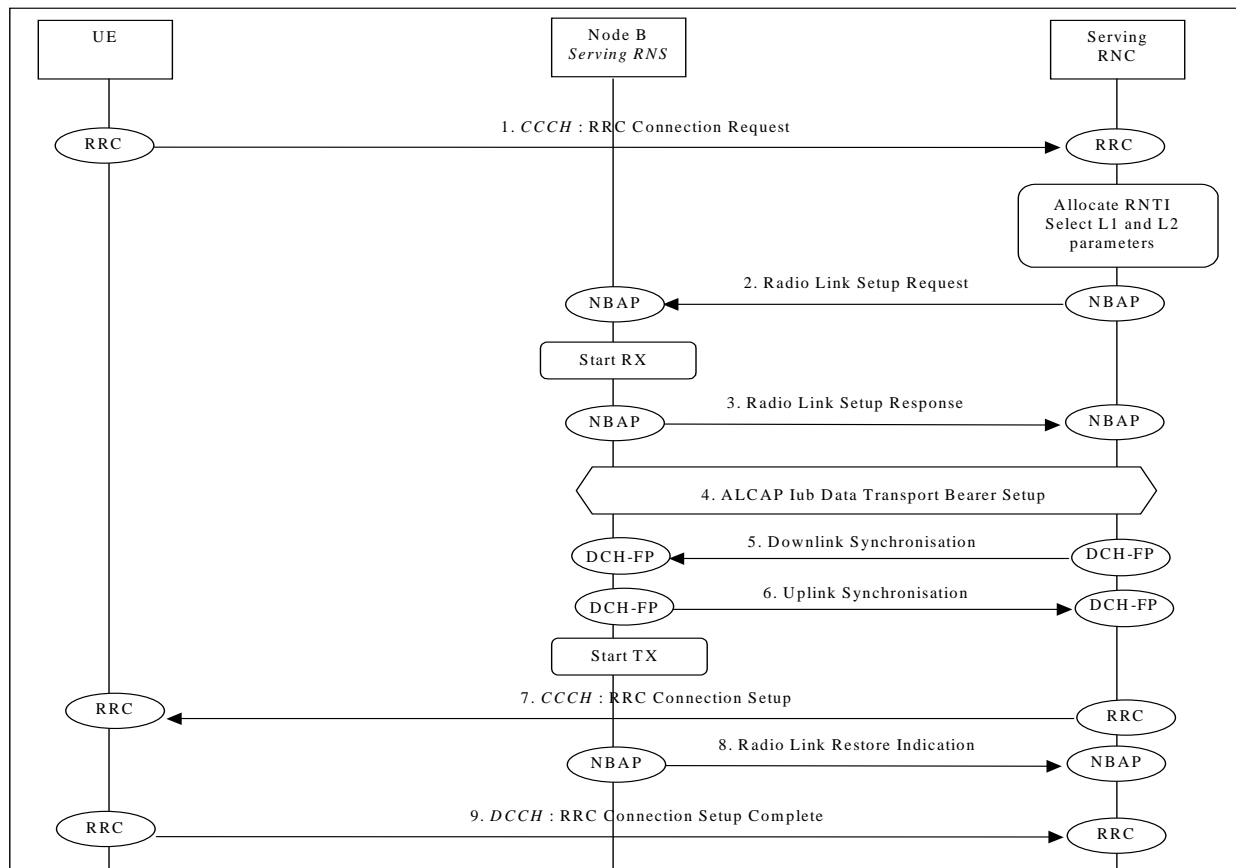 UE
Node B
Serving RNS
Serving
RNC
1. CCCH : RRC Connection Request
RRC
RRC
Allocate RNTI
Select L1 and L2
parameters
2. Radio Link Setup Request
NBAP
NBAP
Start RX
3. Radio Link Setup Response
NBAP
NBAP
4. ALCAP Iub Data Transport Bearer Setup
5. Downlink Synchronisation
DCH-FP
DCH-FP
6. Uplink Synchronisation
DCH-FP
DCH-FP
Start TX
7. CCCH : RRC Connection Setup
RRC
RRC
8. Radio Link Restore Indication
NBAP
NBAP
9. DCCH : RRC Connection Setup Complete
RRC
RRC